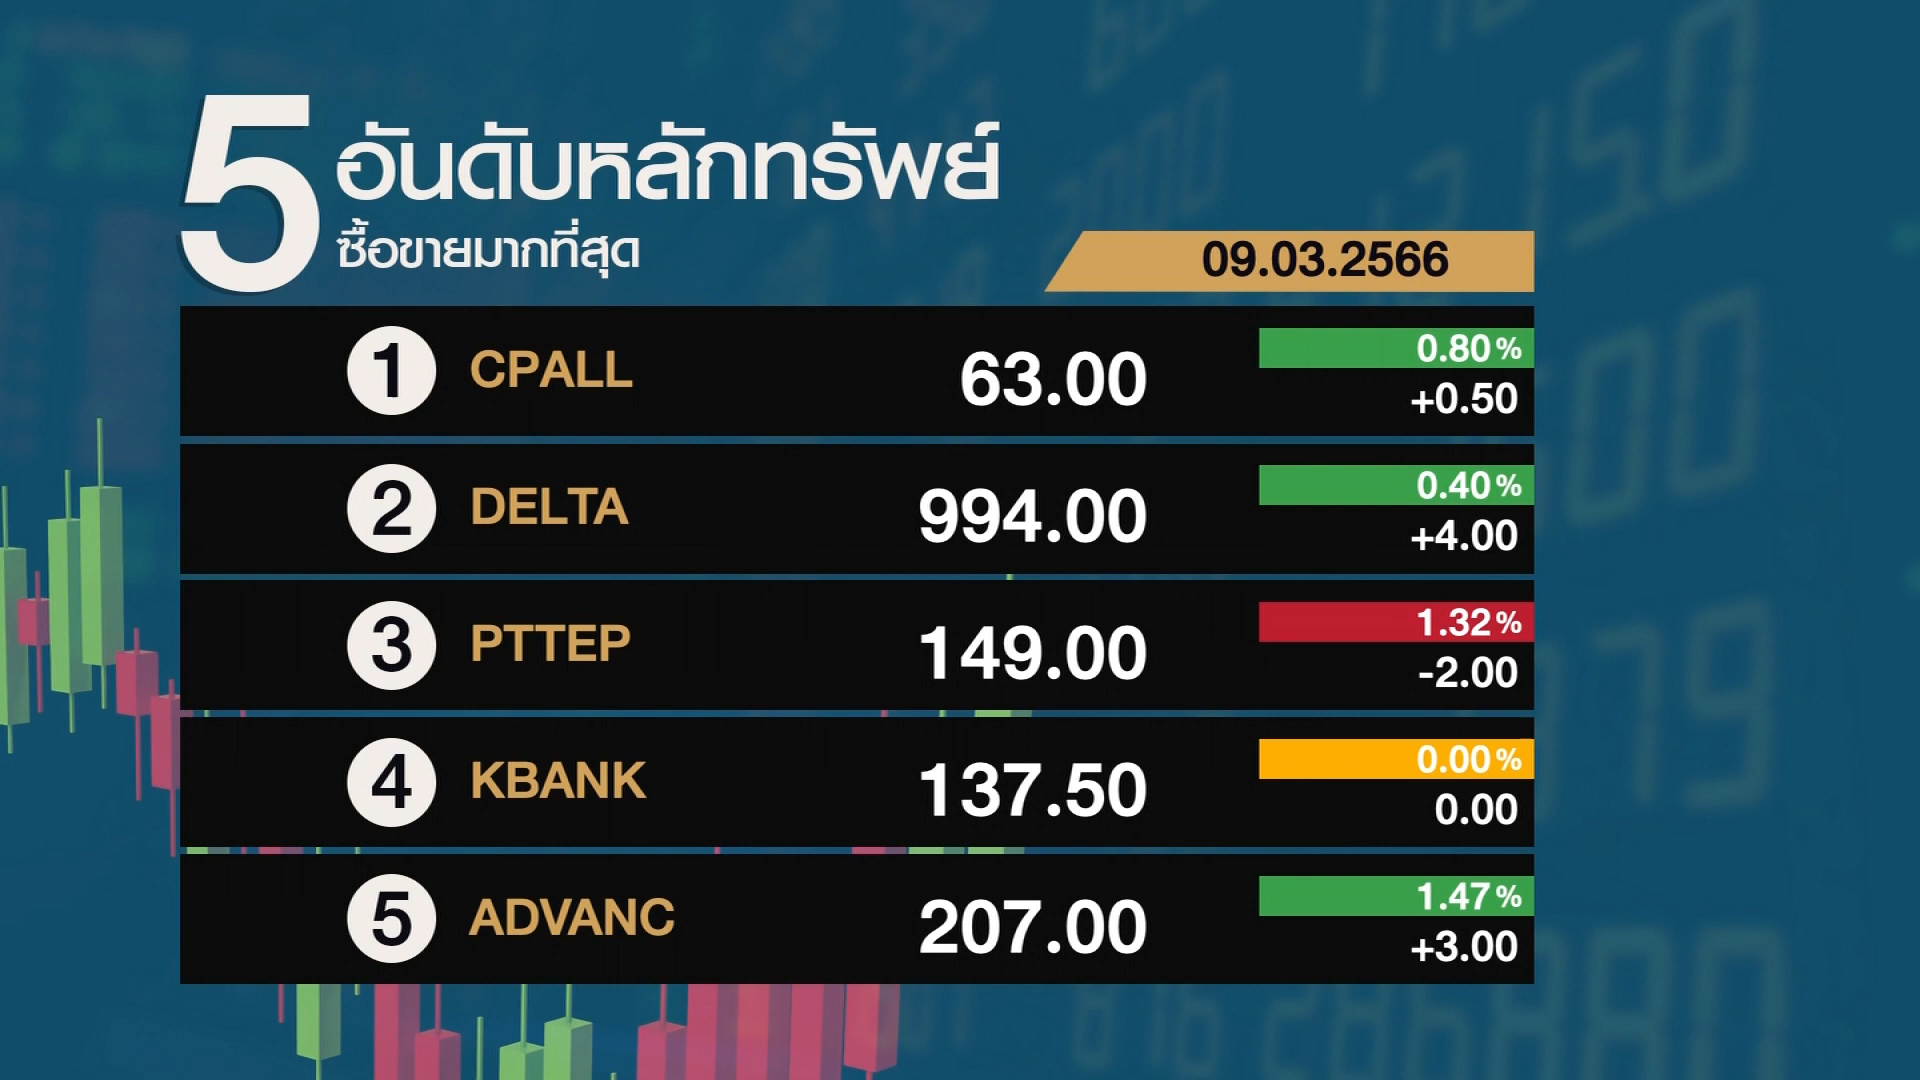 5 อันดับหลักทรัพย์
ซื้อขายมากที่สุด
09.03.2566
1 CPALL 63.00 0.80%
+0.50
2 DELTA 994.00 0.40%
+4.00
3 PTTEP 149.00 1.32%
-2.00
4 KBANK 137.50 0.00%
0.00
5 ADVANC 207.00 1.47%
+3.00